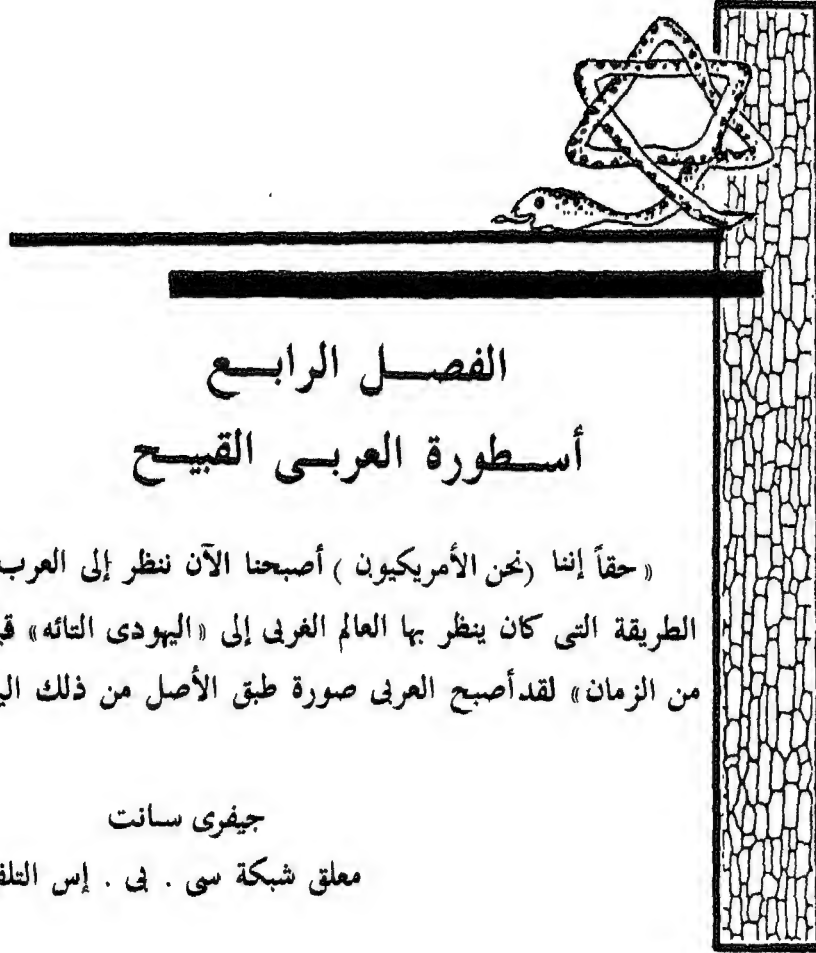 الفصل الرابع
أسطورة العربى القبيح
«حقاً إننا (نحن الأمريكيون) أصبحنا الآن ننظر إلى العرب
الطريقة التى كان ينظر بها العالم الغربى إلى «اليهودى التائه»
من الزمان» لقد أصبح العربى صورة طبق الأصل من ذلك
جيفرى سانت
معلق شبكة سى . بى . إس